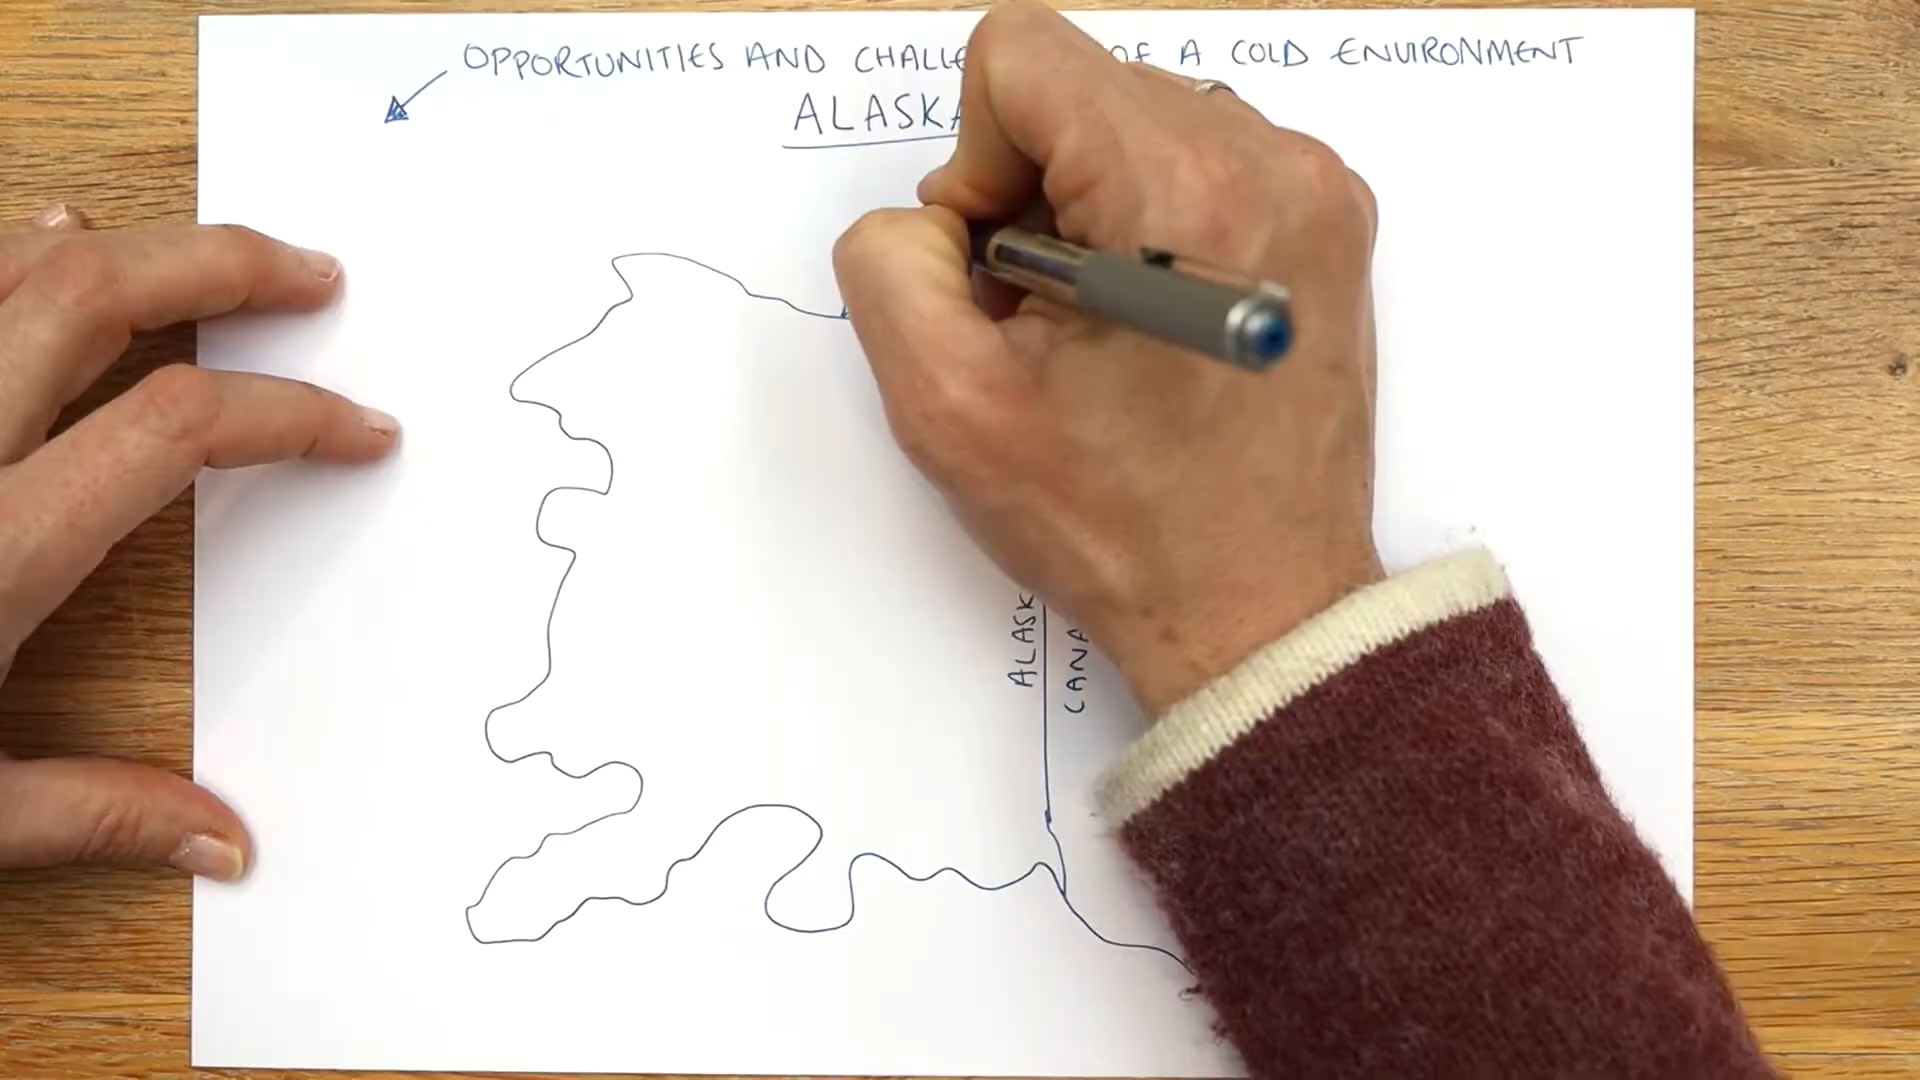 OPPORTUNITIES AND CHALLE OF A COLD ENVIRONMENT
ALASKA
ALASK
CANA